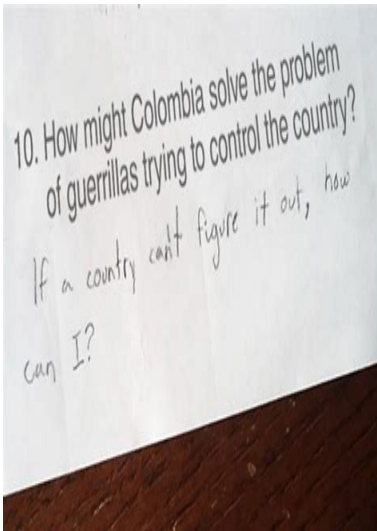 10. How might Colombia solve the problem
of guerrillas trying to control the country?
If a country can't figure it out, how
can I?